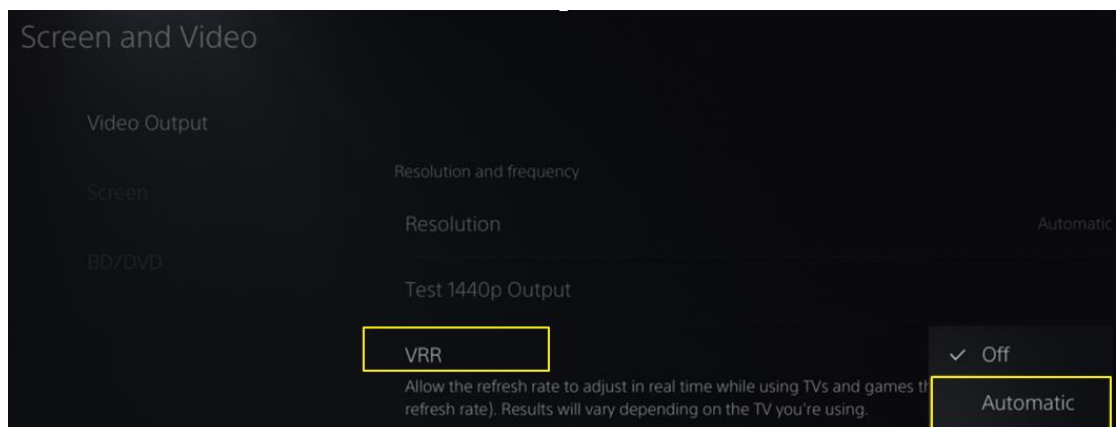 Screen and Video
Video Output
Screen
BD/DVD
Resolution and frequency
Resolution
Automatic
Test 1440p Output
VRR
Allow the refresh rate to adjust in real time while using TVs and games
refresh rate). Results will vary depending on the TV you're using.
✓ Off
Automatic